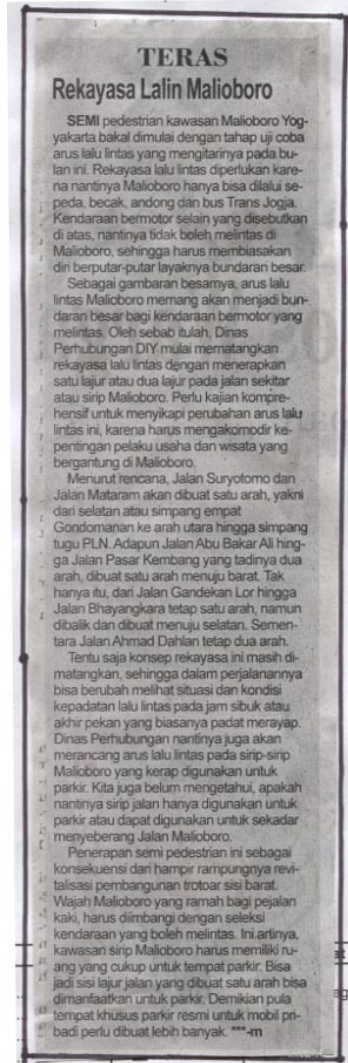 TERAS
Rekayasa Lalin Malioboro
SEMI pedestrian kawasan Malioboro Yog-
yakarta bakal dimulai dengan tahap uji coba
arus lalu lintas yang mengitarinya pada bu-
lan ini. Rekayasa lalu lintas diperlukan kare-
na nantinya Malioboro hanya bisa dilalui se-
peda, becak, andong dan bus Trans Jogja.
Kendaraan bermotor selain yang disebutkan
di atas, nantinya tidak boleh melintas di
Malioboro, sehingga harus membiasakan
diri berputar-putar layaknya bundaran besar.
Sebagai gambaran besarnya, arus lalu
lintas Malioboro memang akan menjadi bun-
daran besar bagi kendaraan bermotor yang
melintas. Oleh sebab itulah, Dinas
Perhubungan DIY mulai mematangkan
rekayasa lalu lintas dengan menerapkan
satu lajur atau dua lajur pada jalan sekitar
atau sirip Malioboro. Perlu kajian kompre-
hensif untuk menyikapi perubahan arus lalu
lintas ini, karena harus mengakomodir ke-
pentingan pelaku usaha dan wisata yang
bergantung di Malioboro.
Menurut rencana, Jalan Suryotomo dan
Jalan Mataram akan dibuat satu arah, yakni
dari selatan atau simpang empat
Gondomanan ke arah utara hingga simpang
tugu PLN. Adapun Jalan Abu Bakar Ali hing-
ga Jalan Pasar Kembang yang tadinya dua
arah, dibuat satu arah menuju barat. Tak
hanya itu, dari Jalan Gandekan Lor hingga
Jalan Bhayangkara tetap satu arah, namun
dibalik dan dibuat menuju selatan. Semen-
tara Jalan Ahmad Dahlan tetap dua arah.
Tentu saja konsep rekayasa ini masih di-
matangkan, sehingga dalam perjalanannya
bisa berubah melihat situasi dan kondisi
kepadatan lalu lintas pada jam sibuk atau
akhir pekan yang biasanya padat merayap.
Dinas Perhubungan nantinya juga akan
merancang arus lalu lintas pada sirip-sirip
Malioboro yang kerap digunakan untuk
parkir. Kita juga belum mengetahui, apakah
nantinya sirip jalan hanya digunakan untuk
parkir atau dapat digunakan untuk sekadar
menyeberang Jalan Malioboro.
Penerapan semi pedestrian ini sebagai
konsekuensi dari hampir rampungnya revi-
talisasi pembangunan trotoar sisi barat.
Wajah Malioboro yang ramah bagi pejalan
kaki, harus diimbangi dengan seleksi
kendaraan yang boleh melintas. Ini artinya,
kawasan sirip Malioboro harus memiliki ru-
ang yang cukup untuk tempat parkir. Bisa
jadi sisi lajur jalan yang dibuat satu arah bisa
dimanfaatkan untuk parkir. Demikian pula
tempat khusus parkir resmi untuk mobil pri-
badi perlu dibuat lebih banyak. ***-m